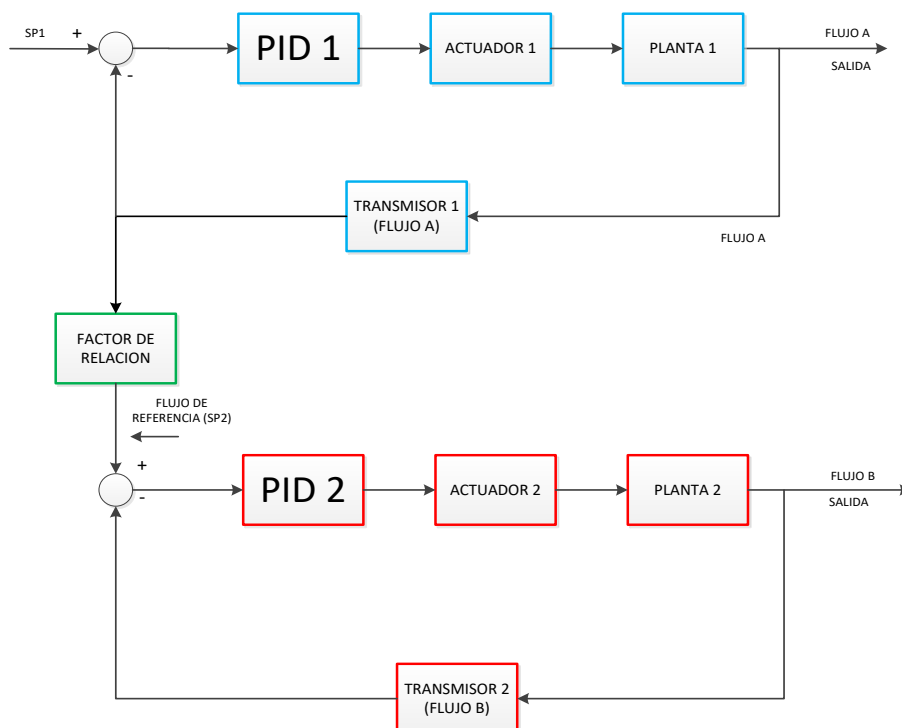 SP1
+
-
PID 1
ACTUADOR 1
PLANTA 1
FLUJO A
SALIDA
TRANSMISOR 1
(FLUJO A)
FLUJO A
FACTOR DE
RELACION
FLUJO DE
REFERENCIA (SP2)
+
-
PID 2
ACTUADOR 2
PLANTA 2
FLUJO B
SALIDA
TRANSMISOR 2
(FLUJO B)